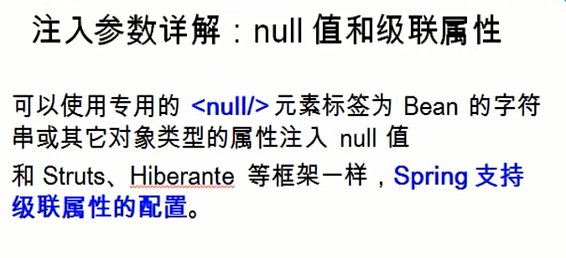 注入参数详解：null 值和级联属性
可以使用专用的 <null/> 元素标签为 Bean 的字符
串或其它对象类型的属性注入 null 值
和 Struts、Hiberante 等框架一样，Spring 支持
级联属性的配置。